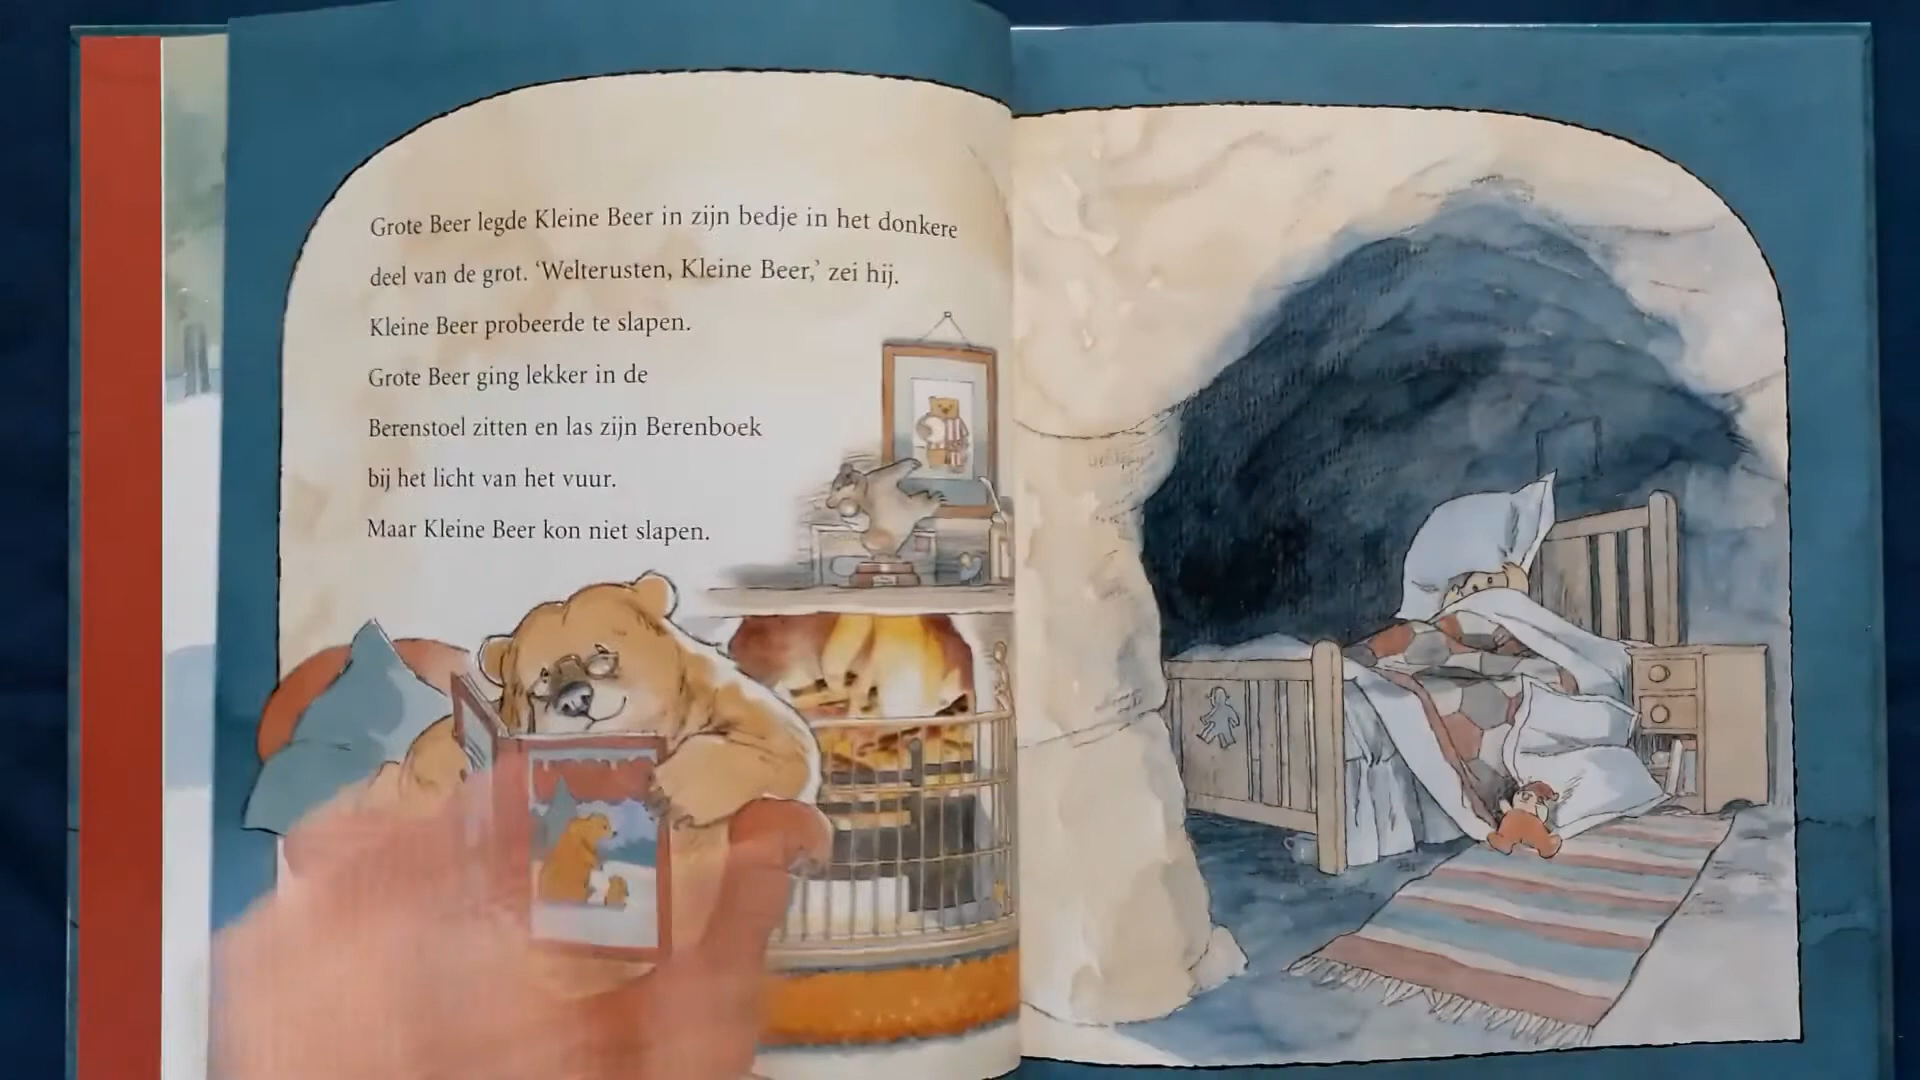 Grote Beer legde Kleine Beer in zijn bedje in het donkere
deel van de grot. ‘Welterusten, Kleine Beer,’ zei hij.
Kleine Beer probeerde te slapen.
Grote Beer ging lekker in de
Berenstoel zitten en las zijn Berenboek
bij het licht van het vuur.
Maar Kleine Beer kon niet slapen.